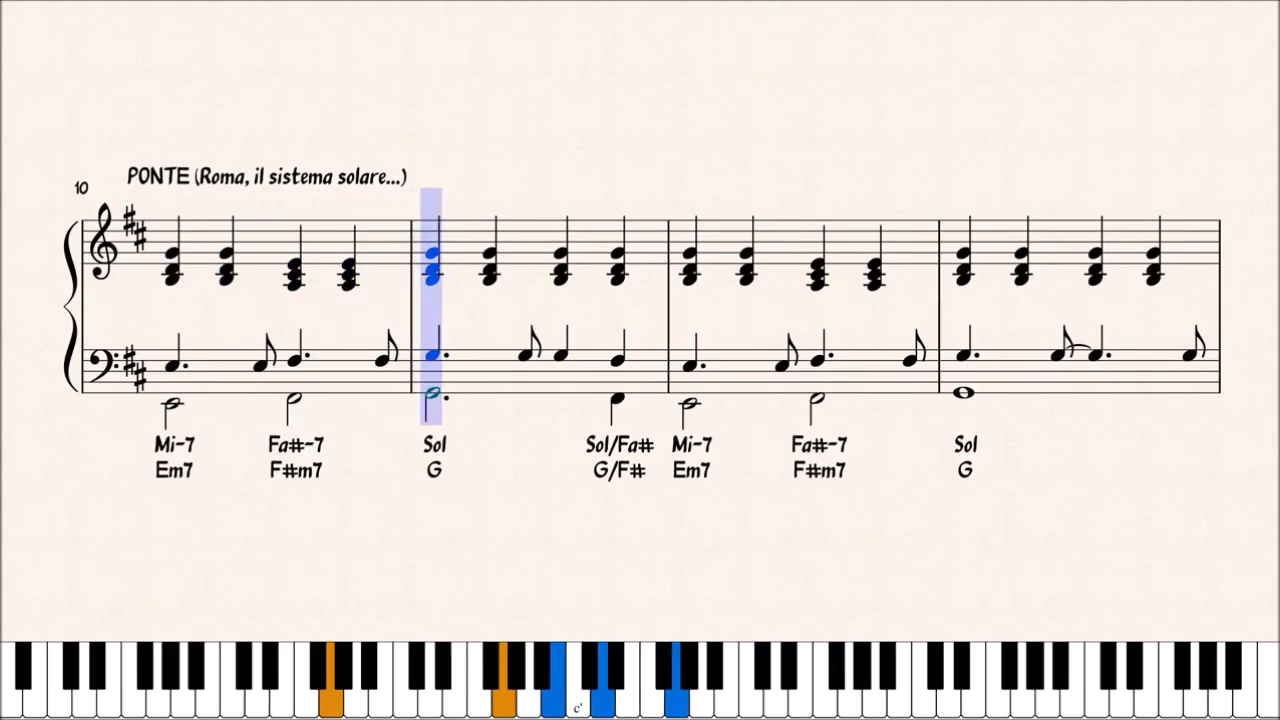 PONTE (Roma, il sistema solare...)
10
Mi-7 Fa#-7 Sol Sol/Fa# Mi-7 Fa#-7 Sol
Em7 F#m7 G G/F# Em7 F#m7 G
c'